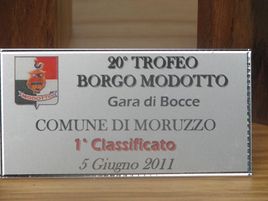 20° TROFEO
BORGO MODOTTO
Gara di Bocce
COMUNE DI MORUZZO
1° Classificato
5 Giugno 2011